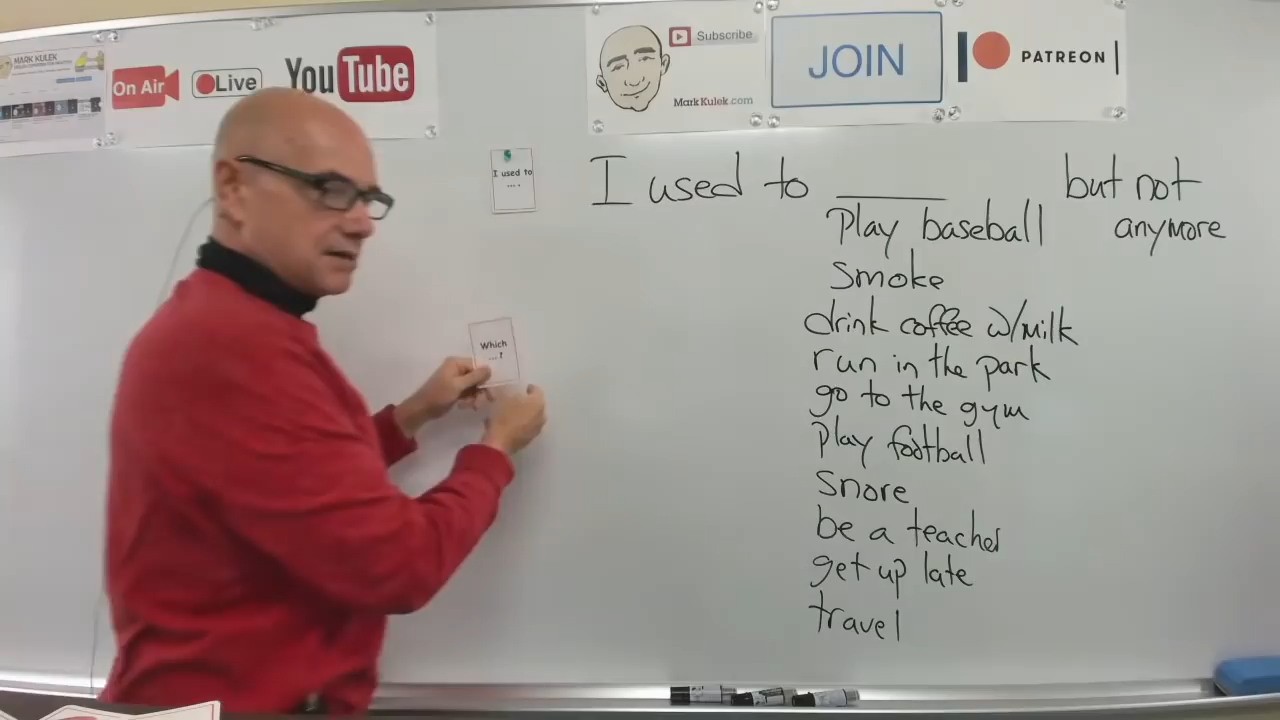 MARK KULEK
On Air
Live
YouTube
Subscribe
MarkKulek.com
JOIN
PATREON
I used to
....
Which
...?
I used to ______ but not
anymore
Play baseball
smoke
drink coffee w/milk
run in the park
go to the gym
play football
snore
be a teacher
get up late
travel